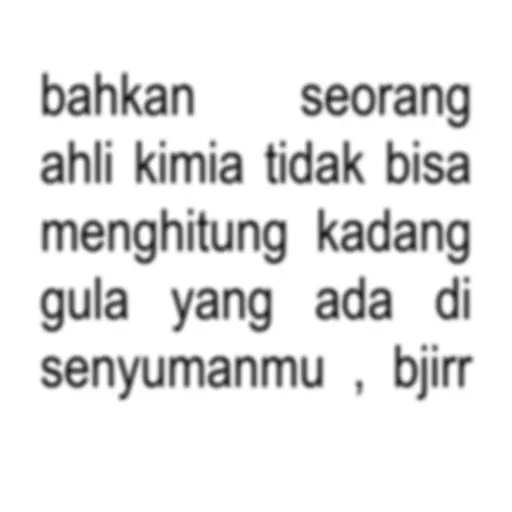 bahkan seorang
ahli kimia tidak bisa
menghitung kadang
gula yang ada di
senyumanmu , bjirr